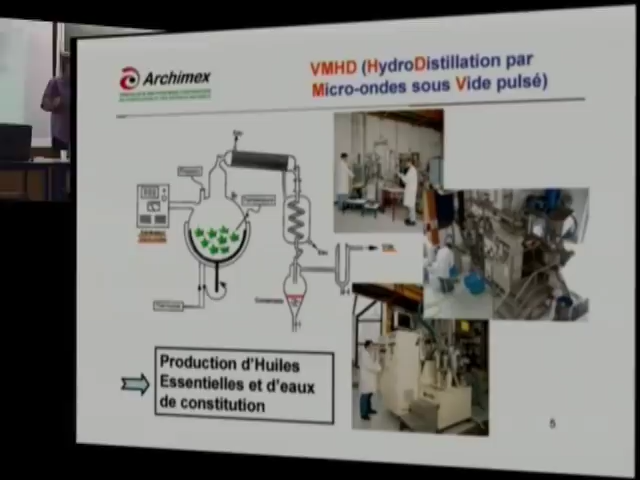 Archimex
VMHD (HydroDistillation par
Micro-ondes sous Vide pulsé)
Production d'Huiles
Essentielles et d'eaux
de constitution
5